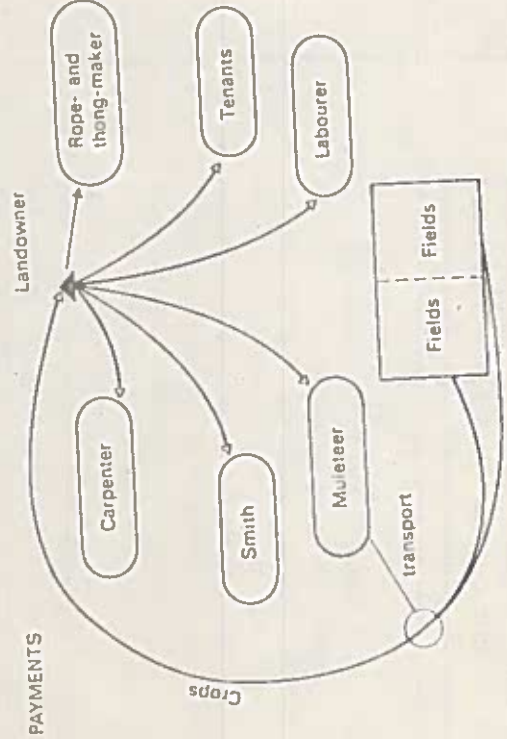 PAYMENTS
Landowner
Rope- and
thong-maker
Carpenter
Tenants
Smith
Labourer
Muleteer
transport
Fields
Fields
Crops